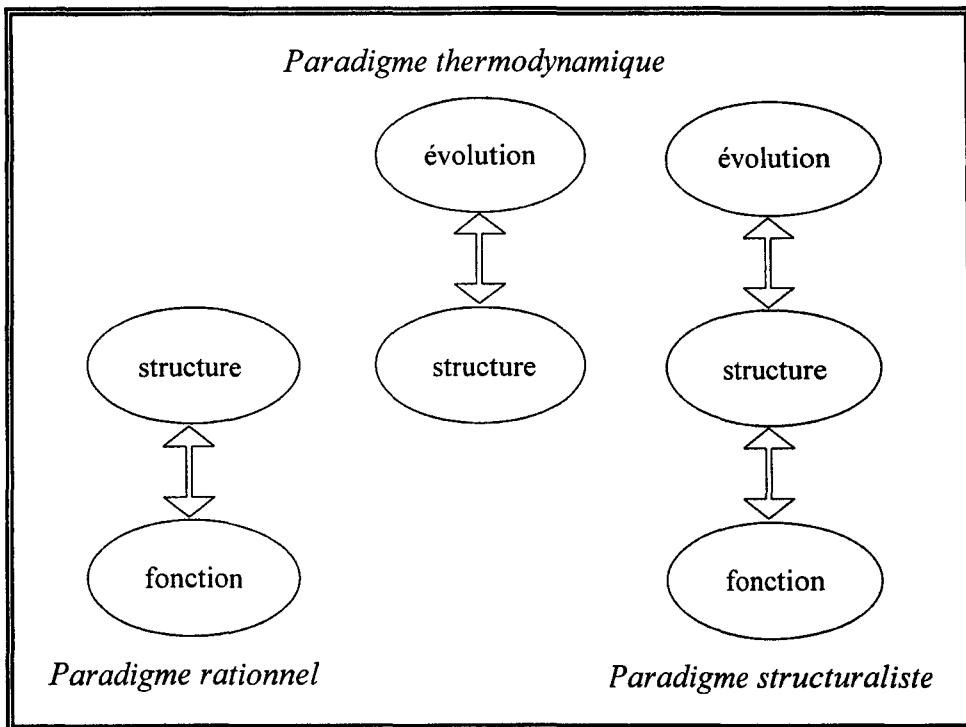 Paradigme thermodynamique
évolution
évolution
structure
structure
structure
fonction
fonction
Paradigme rationnel
Paradigme structuraliste